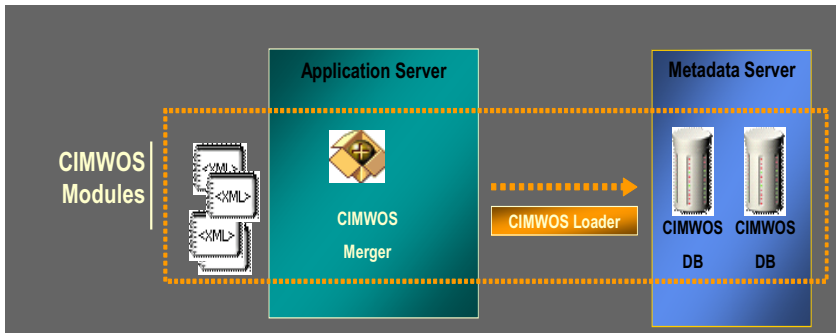 Application Server
Metadata Server
CIMWOS
Modules
<XML>
<XML>
<XML>
CIMWOS
Merger
CIMWOS Loader
CIMWOS
DB
CIMWOS
DB